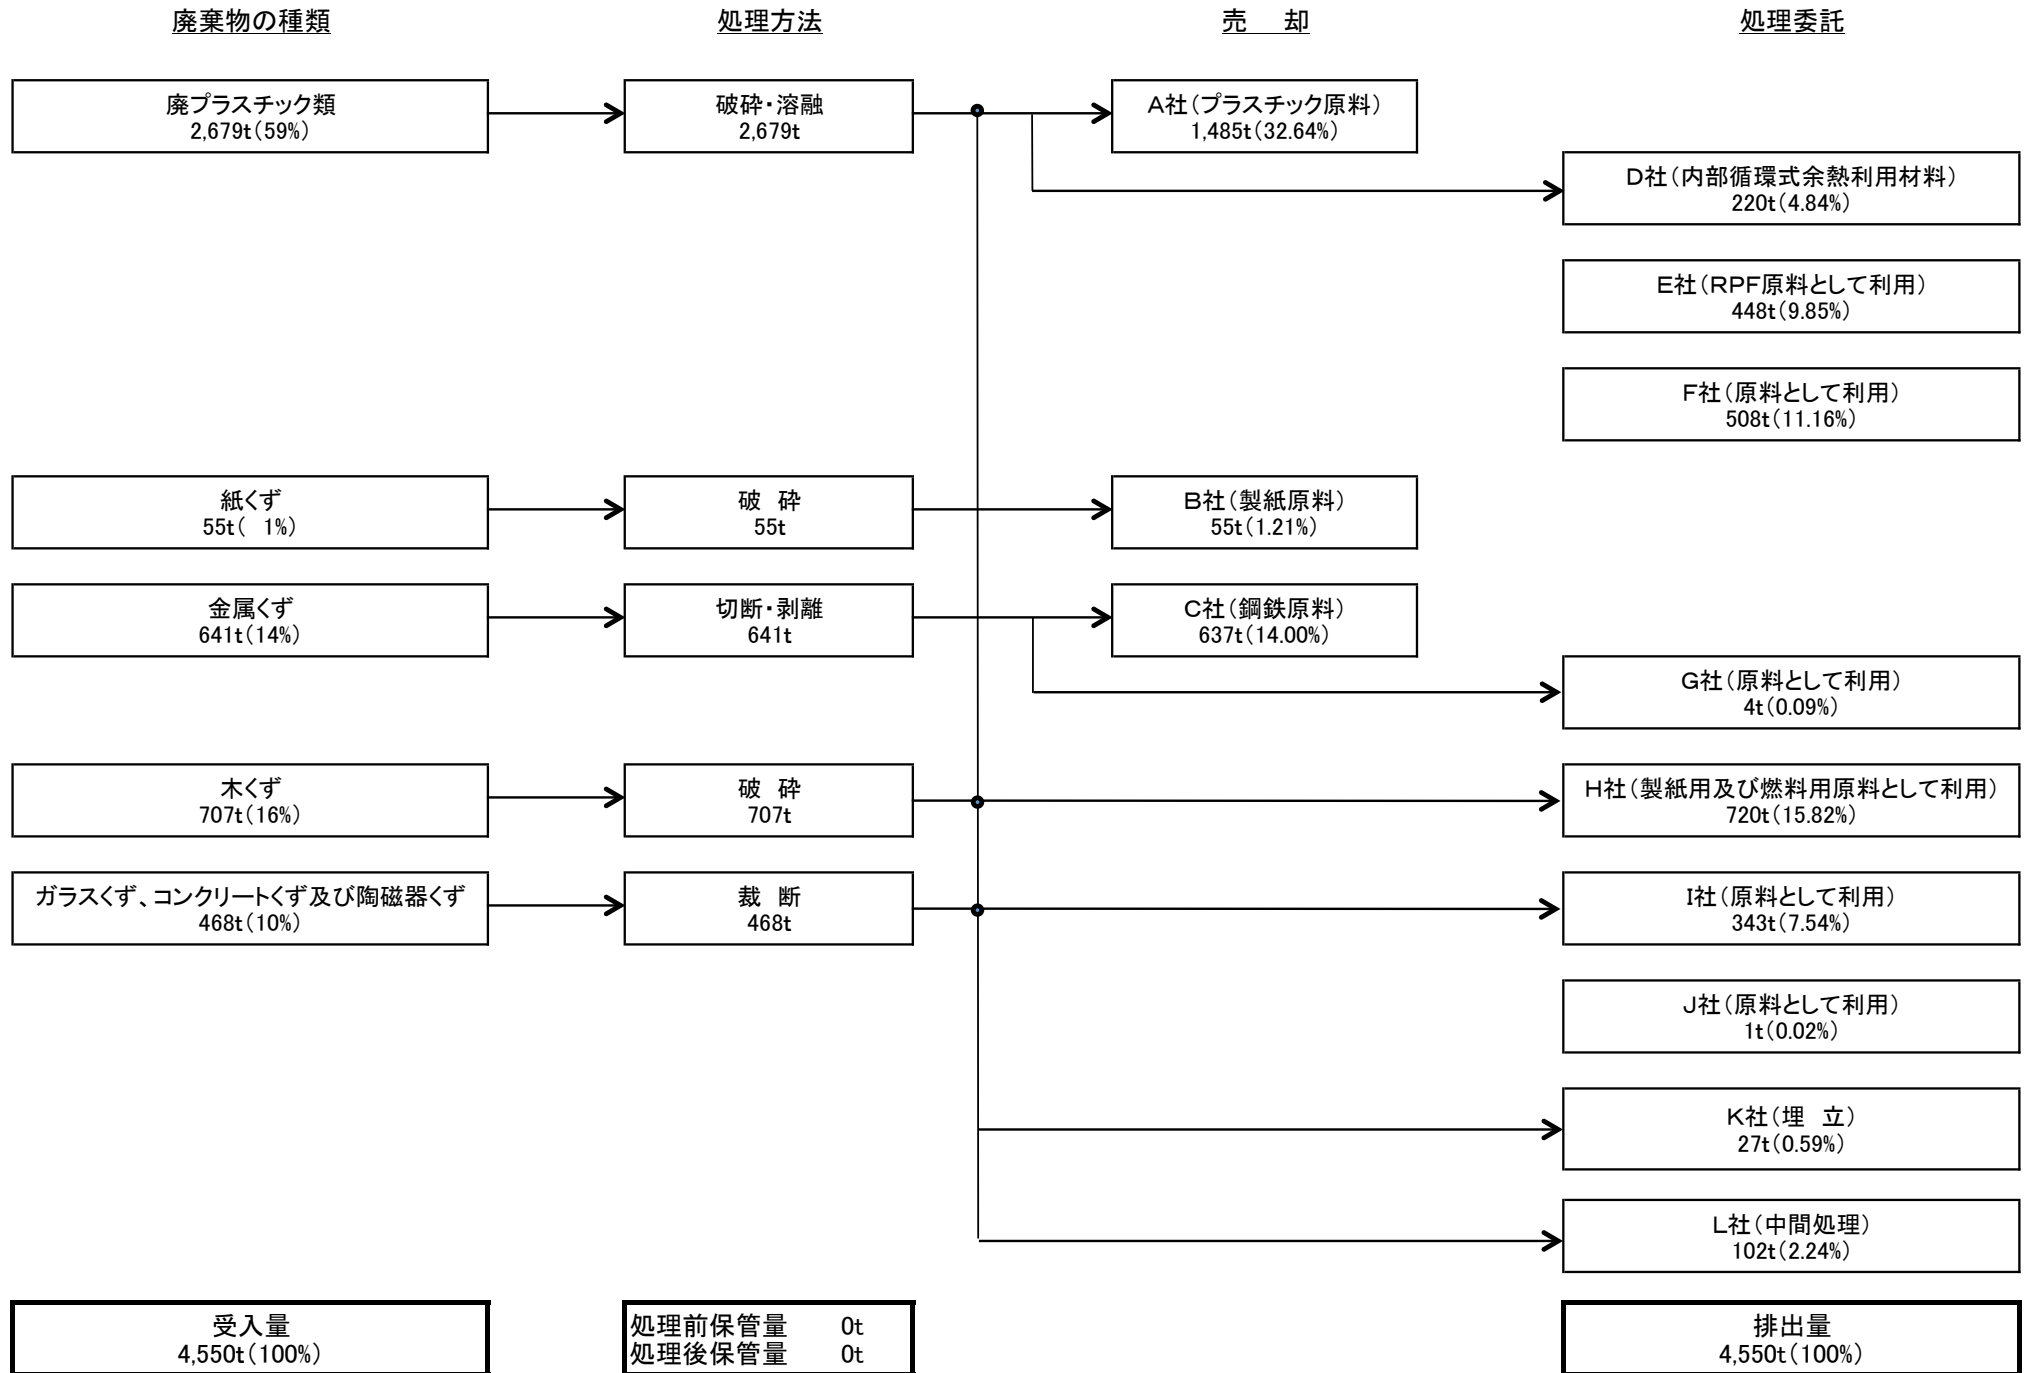 廃棄物の種類
処理方法
売　却
処理委託
廃プラスチック類
2,679t(59%)
破砕・溶融
2,679t
A社(プラスチック原料)
1,485t(32.64%)
D社(内部循環式余熱利用材料)
220t(4.84%)
E社(RPF原料として利用)
448t(9.85%)
F社(原料として利用)
508t(11.16%)
紙くず
55t(　1%)
破　砕
55t
B社(製紙原料)
55t(1.21%)
金属くず
641t(14%)
切断・剥離
641t
C社(鋼鉄原料)
637t(14.00%)
G社(原料として利用)
4t(0.09%)
木くず
707t(16%)
破　砕
707t
H社(製紙用及び燃料用原料として利用)
720t(15.82%)
ガラスくず、コンクリートくず及び陶磁器くず
468t(10%)
裁　断
468t
I社(原料として利用)
343t(7.54%)
J社(原料として利用)
1t(0.02%)
K社(埋　立)
27t(0.59%)
L社(中間処理)
102t(2.24%)
受入量
4,550t(100%)
処理前保管量　　0t
処理後保管量　　0t
排出量
4,550t(100%)